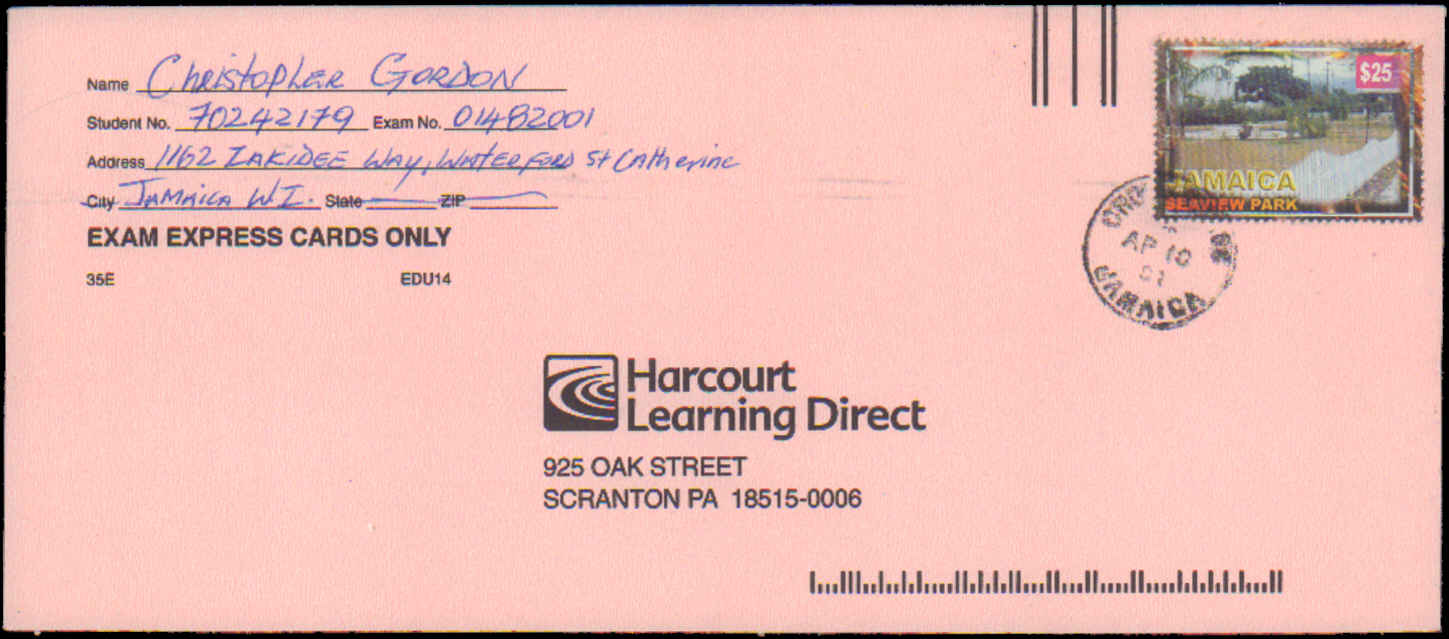 Name Christopher Gordon
Student No. 70242179 Exam No. 01482001
Address 1162 Zakidee Way, Waterford St Catherine
City Jamaica W I. State ZIP
EXAM EXPRESS CARDS ONLY
35E EDU14
$25
JAMAICA
SEAVIEW PARK
AP 10
JAMAICA
Harcourt
Learning Direct
925 OAK STREET
SCRANTON PA 18515-0006